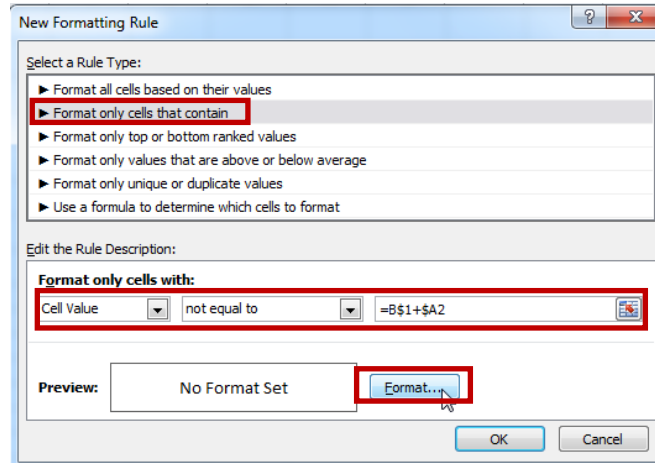 New Formatting Rule
Select a Rule Type:
► Format all cells based on their values
► Format only cells that contain
► Format only top or bottom ranked values
► Format only values that are above or below average
► Format only unique or duplicate values
► Use a formula to determine which cells to format
Edit the Rule Description:
Format only cells with:
Cell Value not equal to =B$1+$A2
Preview: No Format Set Format...
OK Cancel